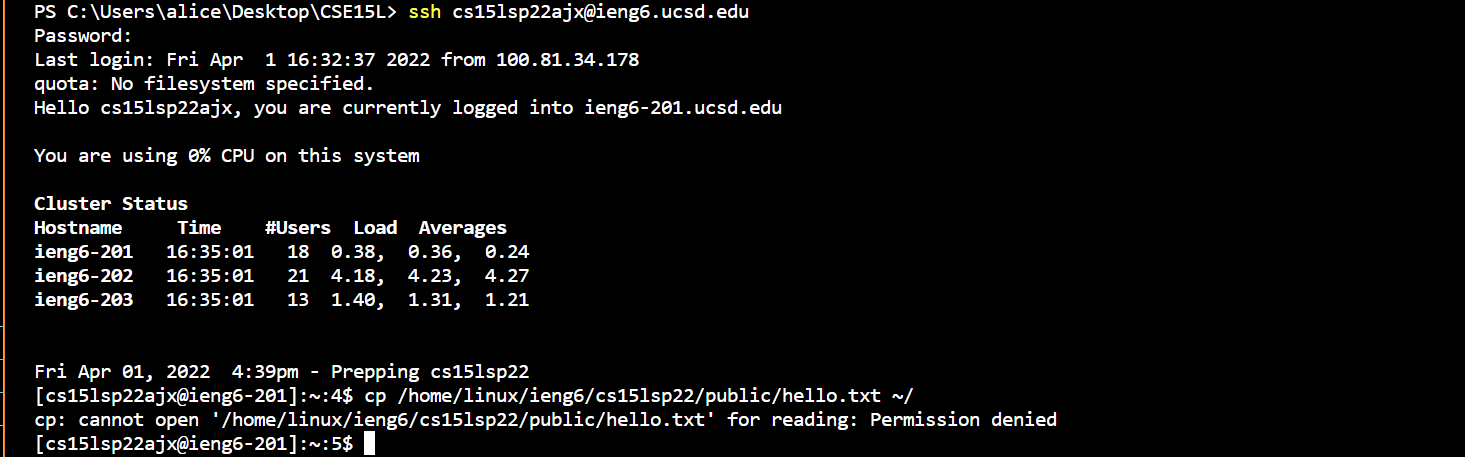 PS C:\Users\alice\Desktop\CSE15L> ssh cs15lsp22ajx@ieng6.ucsd.edu
Password:
Last login: Fri Apr  1 16:32:37 2022 from 100.81.34.178
quota: No filesystem specified.
Hello cs15lsp22ajx, you are currently logged into ieng6-201.ucsd.edu
You are using 0% CPU on this system
Cluster Status
Hostname     Time    #Users  Load  Averages
ieng6-201   16:35:01   18  0.38,  0.36,  0.24
ieng6-202   16:35:01   21  4.18,  4.23,  4.27
ieng6-203   16:35:01   13  1.40,  1.31,  1.21
Fri Apr 01, 2022  4:39pm - Prepping cs15lsp22
[cs15lsp22ajx@ieng6-201]:~:4$ cp /home/linux/ieng6/cs15lsp22/public/hello.txt ~/
cp: cannot open '/home/linux/ieng6/cs15lsp22/public/hello.txt' for reading: Permission denied
[cs15lsp22ajx@ieng6-201]:~:5$